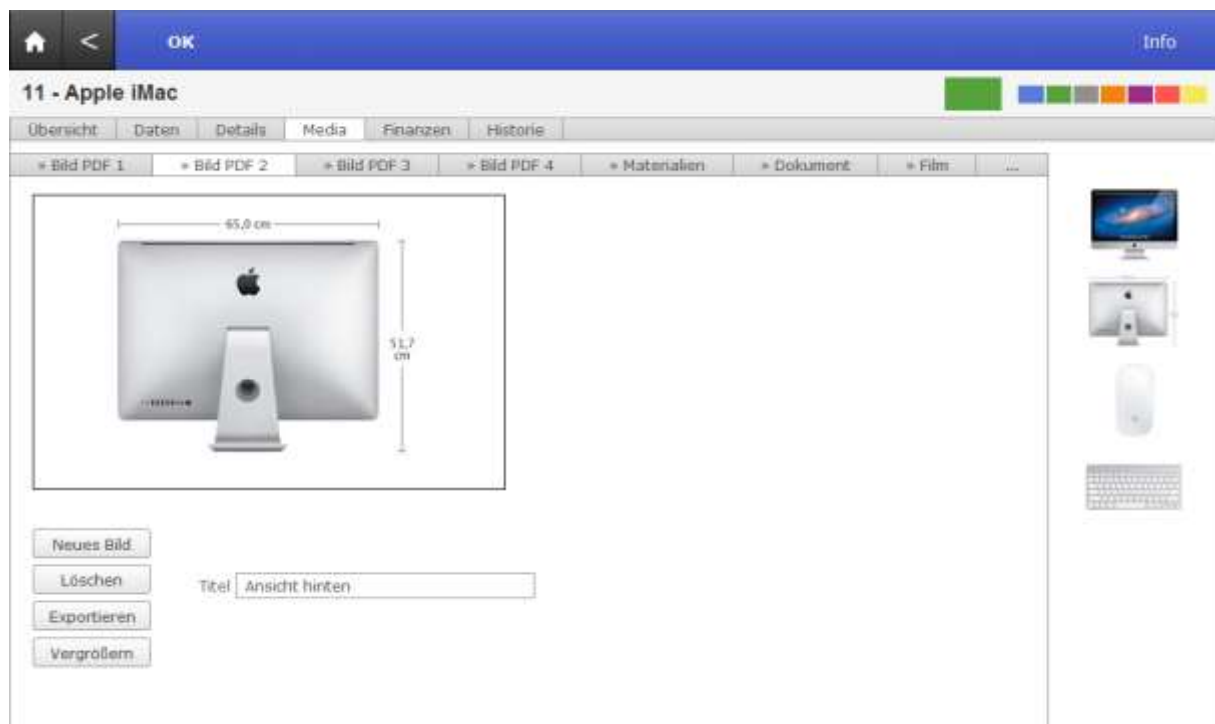 < OK Info
11 - Apple iMac
Übersicht Daten Details Media Finanzen Historie
» Bild PDF 1 » Bild PDF 2 » Bild PDF 3 » Bild PDF 4 » Materialien » Dokument » Film ...
65,0 cm
51,7
cm
Neues Bild
Löschen
Titel Ansicht hinten
Exportieren
Vergrößern